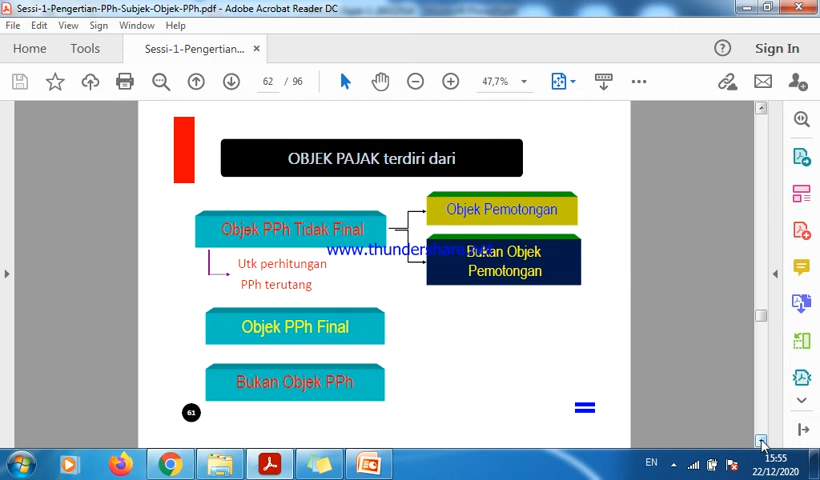 Sessi-1-Pengertian-PPh-Subjek-Objek-PPh.pdf - Adobe Acrobat Reader DC
File Edit View Sign Window Help
Home Tools Sessi-1-Pengertian... × Sign In
62 / 96 47,7%
OBJEK PAJAK terdiri dari
Objek PPh Tidak Final
Objek Pemotongan
www.thundershare.net
Bukan Objek
Pemotongan
Utk perhitungan
PPh terutang
Objek PPh Final
Bukan Objek PPh
61
EN
15:55
22/12/2020